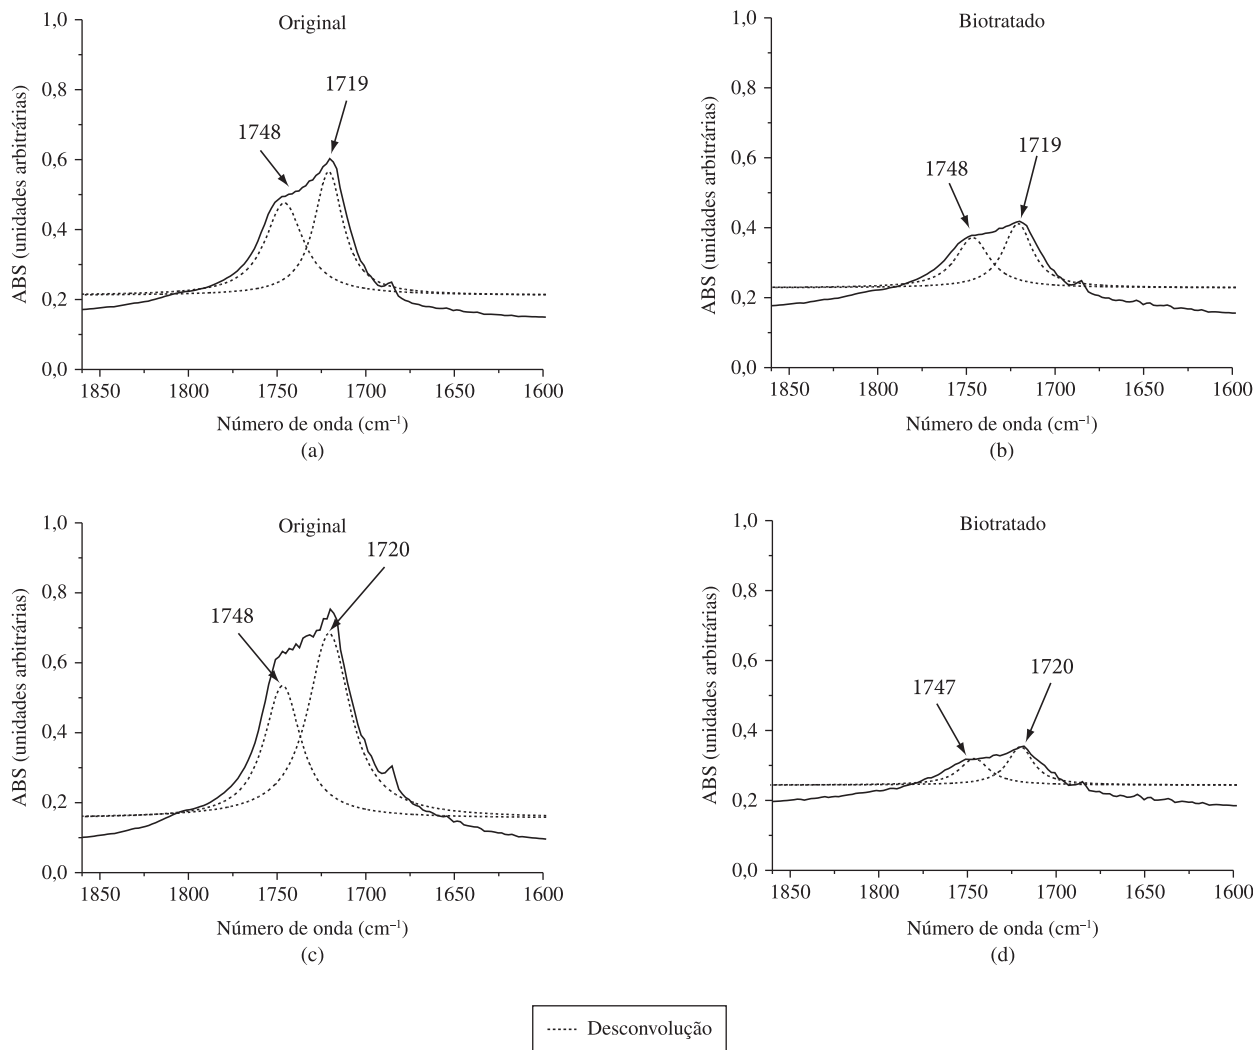 Original
1,0
0,8
0,6
0,4
0,2
0,0
ABS (unidades arbitrárias)
1748
1719
1850 1800 1750 1700 1650 1600
Número de onda (cm⁻¹)
(a)
Biotratado
1,0
0,8
0,6
0,4
0,2
0,0
ABS (unidades arbitrárias)
1748
1719
1850 1800 1750 1700 1650 1600
Número de onda (cm⁻¹)
(b)
Original
1,0
0,8
0,6
0,4
0,2
0,0
ABS (unidades arbitrárias)
1748
1720
1850 1800 1750 1700 1650 1600
Número de onda (cm⁻¹)
(c)
Biotratado
1,0
0,8
0,6
0,4
0,2
0,0
ABS (unidades arbitrárias)
1747
1720
1850 1800 1750 1700 1650 1600
Número de onda (cm⁻¹)
(d)
Desconvolução